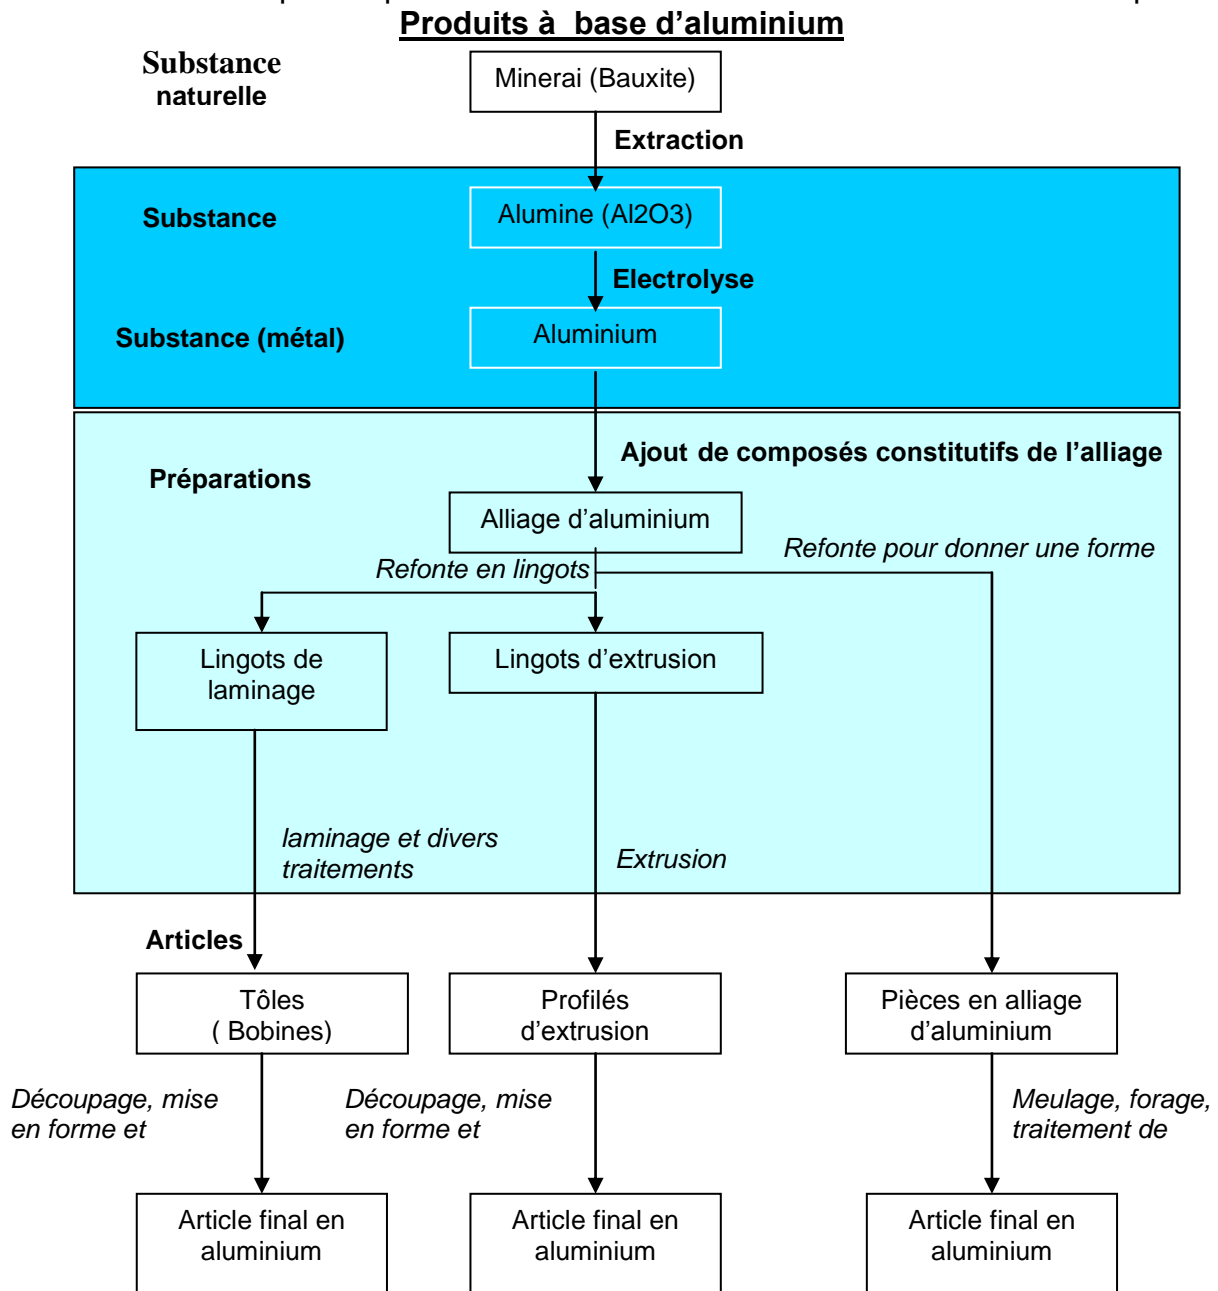 Produits à  base d'aluminium
Substance
naturelle
Minerai (Bauxite)
Extraction
Substance
Alumine (Al2O3)
Electrolyse
Substance (métal)
Aluminium
Ajout de composés constitutifs de l'alliage
Préparations
Alliage d'aluminium
Refonte pour donner une forme
Refonte en lingots
Lingots de
laminage
Lingots d'extrusion
laminage et divers
traitements
Extrusion
Articles
Tôles
( Bobines)
Profilés
d'extrusion
Pièces en alliage
d'aluminium
Découpage, mise
en forme et
Découpage, mise
en forme et
Meulage, forage,
traitement de
Article final en
aluminium
Article final en
aluminium
Article final en
aluminium